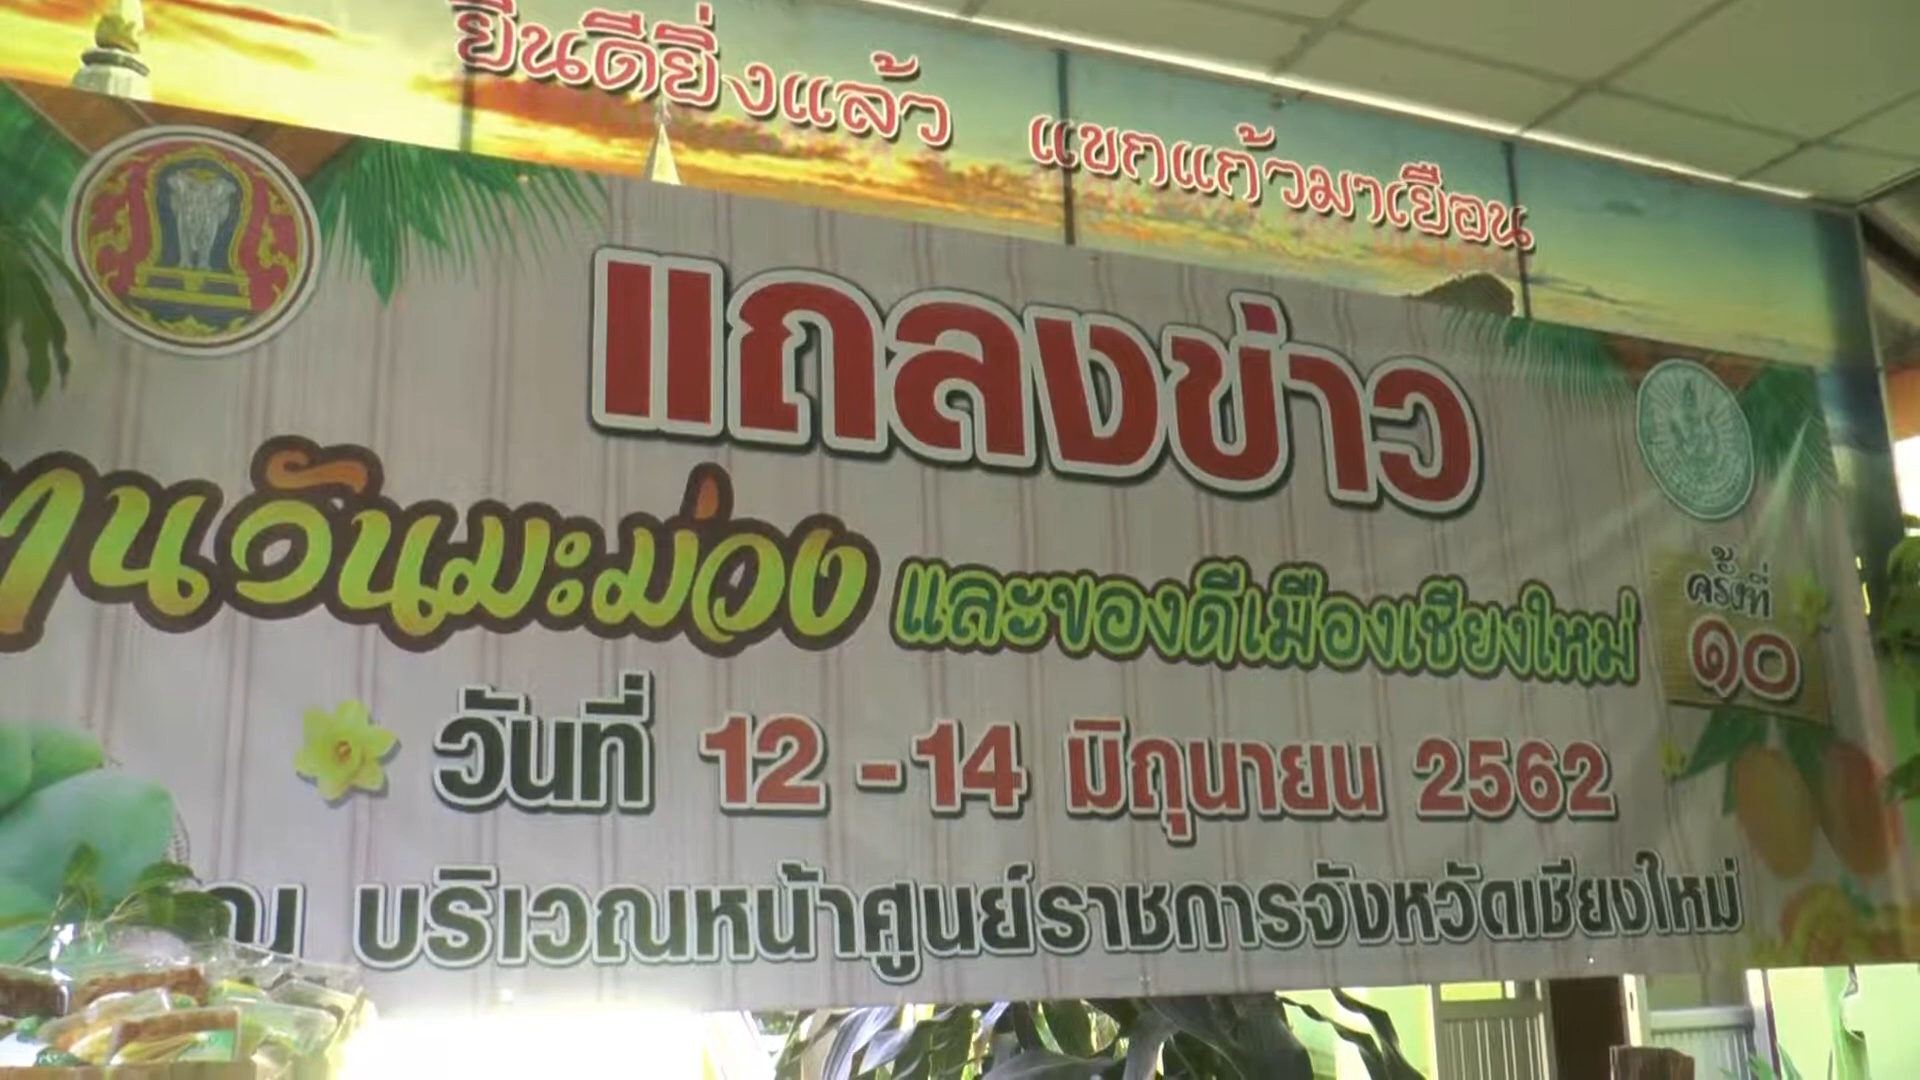 ยินดียิ่งแล้ว แขกแก้วมาเยือน
แถลงข่าว
านวันมะม่วง และของดีเมืองเชียงใหม่ ครั้งที่ ๑๐
วันที่ 12 - 14 มิถุนายน 2562
ณ บริเวณหน้าศูนย์ราชการจังหวัดเชียงใหม่